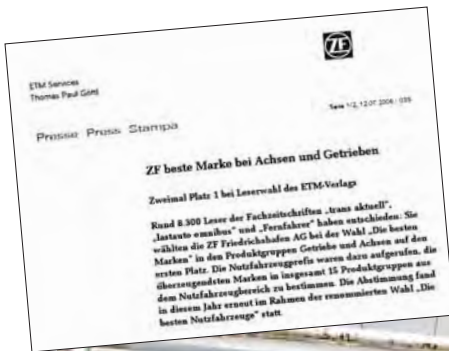 ZF
ETM Services
Thomas Paul Göttl
Seite 1/2, 12.07.2006
Presse Press Stampa
ZF beste Marke bei Achsen und Getrieben
Zweimal Platz 1 bei Leserwahl des ETM-Verlags
Rund 8.300 Leser der Fachzeitschriften „trans aktuell“,
„lastauto omnibus“ und „Fernfahrer“ haben entschieden: Sie
wählten die ZF Friedrichshafen AG bei der Wahl „Die besten
Marken“ in den Produktgruppen Getriebe und Achsen auf den
ersten Platz. Die Nutzfahrzeugprofis waren dazu aufgerufen, die
überzeugendsten Marken in insgesamt 15 Produktgruppen aus
dem Nutzfahrzeugbereich zu bestimmen. Die Abstimmung fand
in diesem Jahr erneut im Rahmen der renommierten Wahl „Die
besten Nutzfahrzeuge“ statt.